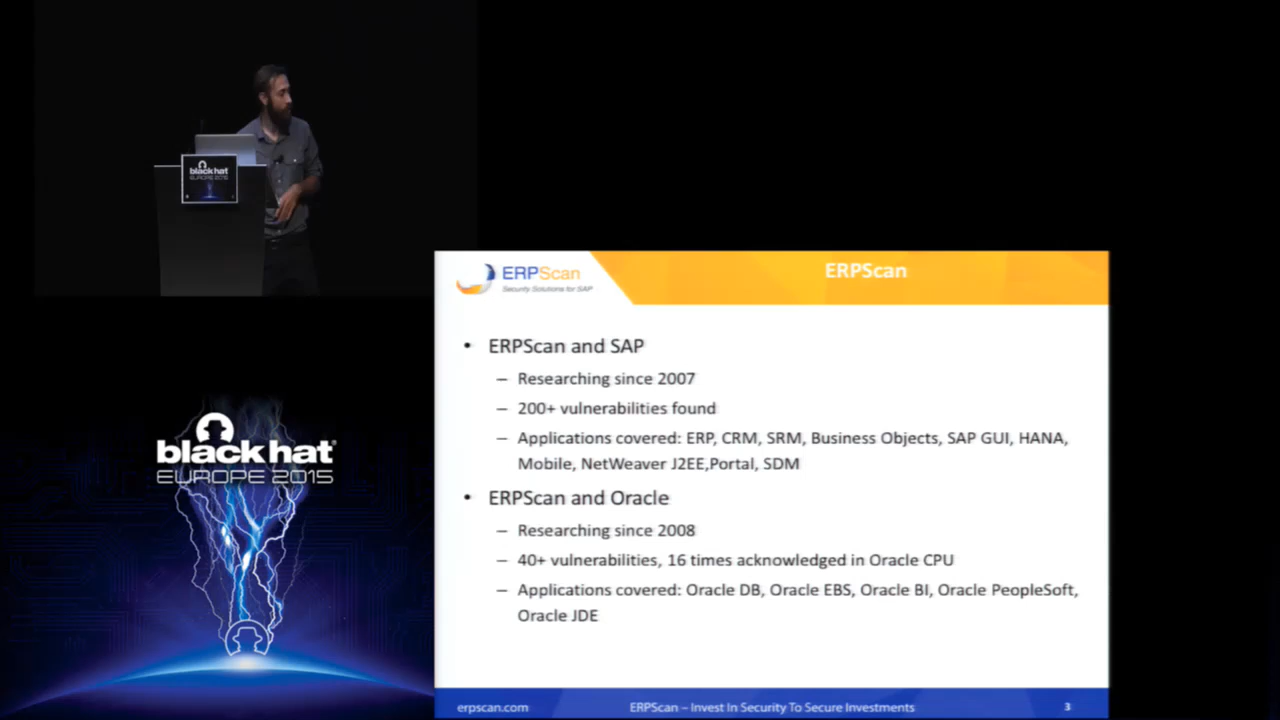 black hat
EUROPE 2015
ERPScan
Security Solutions for SAP
ERPScan
• ERPScan and SAP
– Researching since 2007
– 200+ vulnerabilities found
– Applications covered: ERP, CRM, SRM, Business Objects, SAP GUI, HANA,
Mobile, NetWeaver J2EE,Portal, SDM
• ERPScan and Oracle
– Researching since 2008
– 40+ vulnerabilities, 16 times acknowledged in Oracle CPU
– Applications covered: Oracle DB, Oracle EBS, Oracle BI, Oracle PeopleSoft,
Oracle JDE
black hat®
EUROPE 2015
erpscan.com
ERPScan – Invest In Security To Secure Investments
3